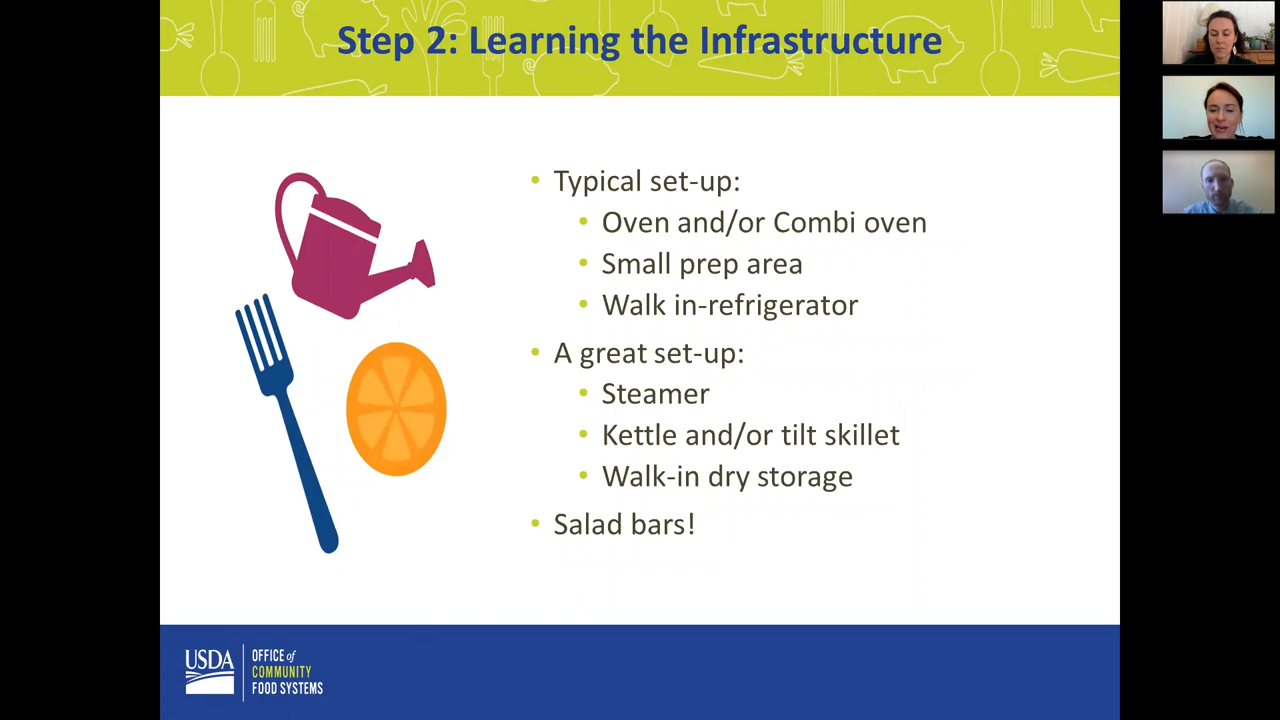 Step 2: Learning the Infrastructure
• Typical set-up:
• Oven and/or Combi oven
• Small prep area
• Walk in-refrigerator
• A great set-up:
• Steamer
• Kettle and/or tilt skillet
• Walk-in dry storage
• Salad bars!
USDA
OFFICE of
COMMUNITY
FOOD SYSTEMS